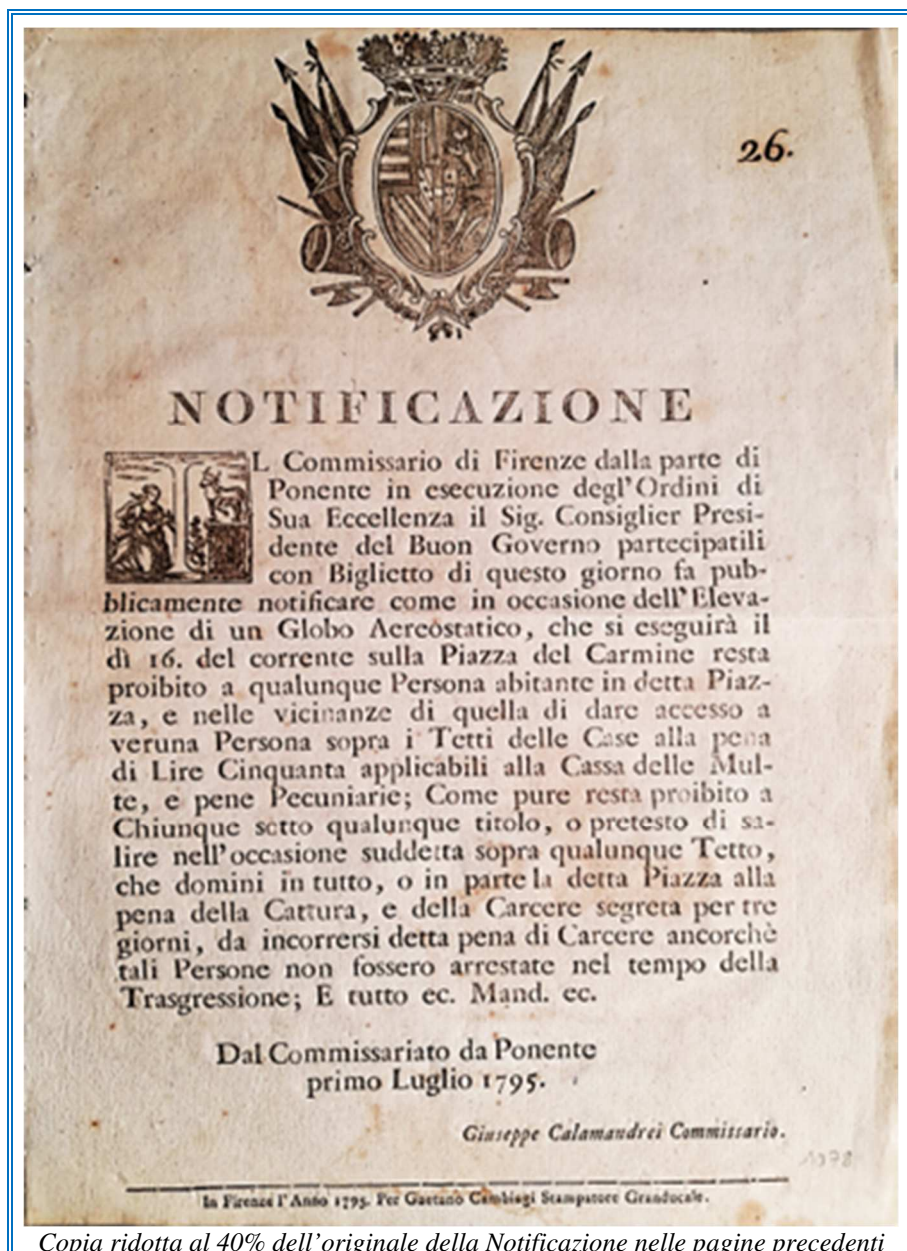 26.
NOTIFICAZIONE
L Commissario di Firenze dalla parte di
Ponente in esecuzione degl'Ordini di
Sua Eccellenza il Sig. Consiglier Presi-
dente del Buon Governo partecipatili
con Biglietto di questo giorno fa pub-
blicamente notificare come in occasione dell'Eleva-
zione di un Globo Aereostatico, che si eseguirà il
dì 16. del corrente sulla Piazza del Carmine resta
proibito a qualunque Persona abitante in detta Piaz-
za, e nelle vicinanze di quella di dare accesso a
veruna Persona sopra i Tetti delle Case alla pena
di Lire Cinquanta applicabili alla Cassa delle Mul-
te, e pene Pecuniarie; Come pure resta proibito a
Chiunque sotto qualunque titolo, o pretesto di sa-
lire nell'occasione suddetta sopra qualunque Tetto,
che domini in tutto, o in parte la detta Piazza alla
pena della Cattura, e della Carcere segreta per tre
giorni, da incorrersi detta pena di Carcere ancorchè
tali Persone non fossero arrestate nel tempo della
Trasgressione; E tutto ec. Mand. ec.
Dal Commissariato da Ponente
primo Luglio 1795.
Giuseppe Calamandrei Commissario.
1078
In Firenze l'Anno 1795. Per Gaetano Cambiagi Stampatore Granducale.
Copia ridotta al 40% dell'originale della Notificazione nelle pagine precedenti